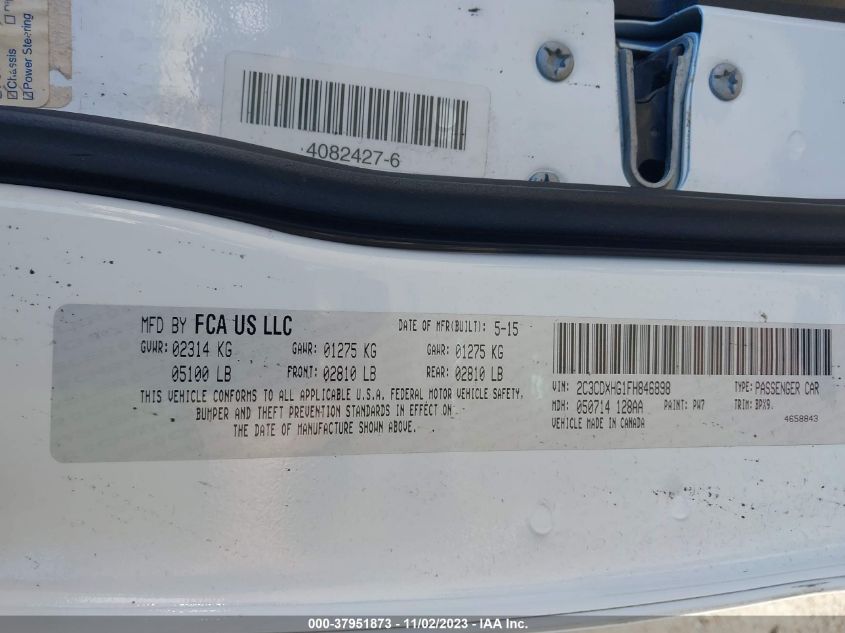 Chassis
Power Steering
4082427-6
MFD BY FCA US LLC
DATE OF MFR(BUILT): 5-15
GVWR: 02314 KG GAWR: 01275 KG GAWR: 01275 KG
05100 LB FRONT: 02810 LB REAR: 02810 LB
THIS VEHICLE CONFORMS TO ALL APPLICABLE U.S.A. FEDERAL MOTOR VEHICLE SAFETY,
BUMPER AND THEFT PREVENTION STANDARDS IN EFFECT ON
THE DATE OF MANUFACTURE SHOWN ABOVE.
VIN: 2C3CDXHG1FH846898 TYPE: PASSENGER CAR
MDH: 050714 128AA PAINT: PW7 TRIM: BPX9.
VEHICLE MADE IN CANADA 4658843
000-37951873 - 11/02/2023 - IAA Inc.